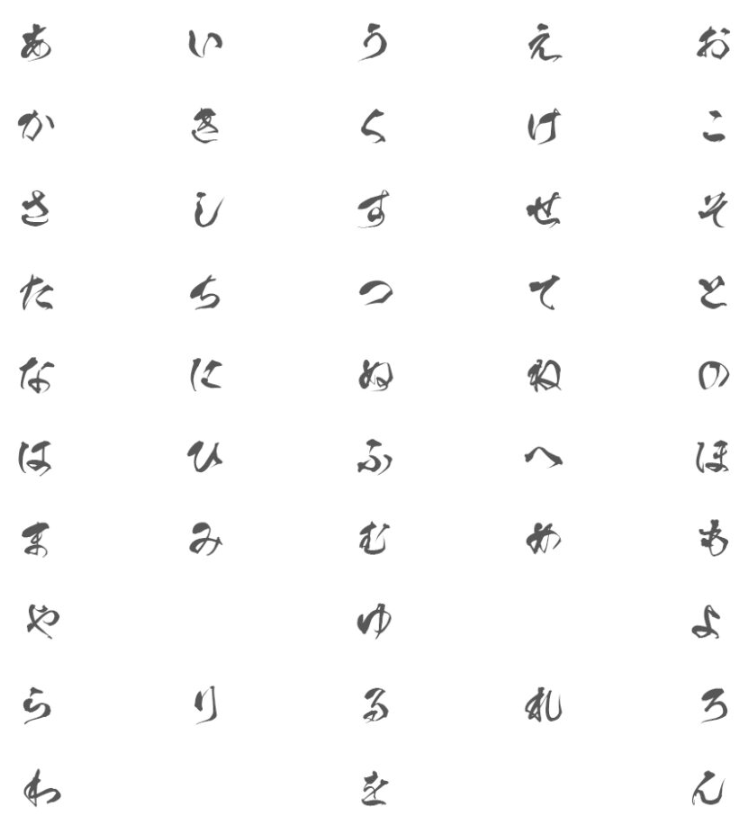 あ い う え お
か き く け こ
さ し す せ そ
た ち つ て と
な に ぬ ね の
は ひ ふ へ ほ
ま み む め も
や ゆ よ
ら り る れ ろ
わ を ん